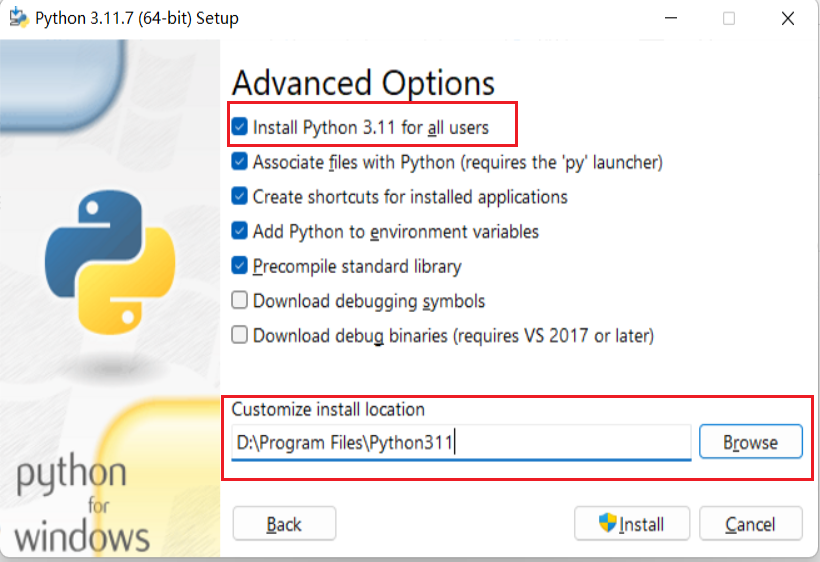 Python 3.11.7 (64-bit) Setup
Advanced Options
Install Python 3.11 for all users
Associate files with Python (requires the 'py' launcher)
Create shortcuts for installed applications
Add Python to environment variables
Precompile standard library
Download debugging symbols
Download debug binaries (requires VS 2017 or later)
Customize install location
D:\Program Files\Python311
Browse
python
for
windows
Back
Install
Cancel